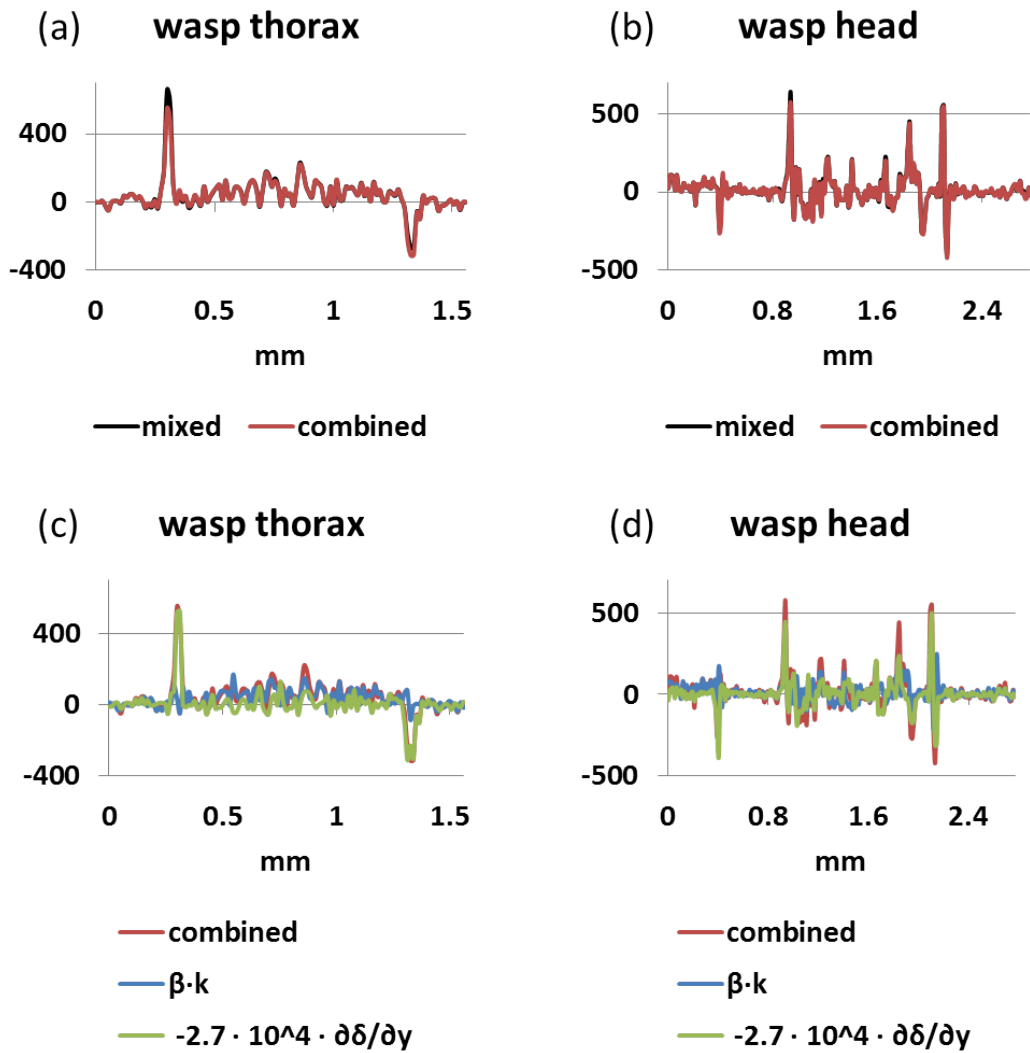 (a) wasp thorax
400
0
-400
0 0.5 1 1.5
mm
mixed combined
(b) wasp head
500
0
-500
0 0.8 1.6 2.4
mm
mixed combined
(c) wasp thorax
400
0
-400
0 0.5 1 1.5
mm
combined
β·k
-2.7 · 10^4 · ∂δ/∂y
(d) wasp head
500
0
-500
0 0.8 1.6 2.4
mm
combined
β·k
-2.7 · 10^4 · ∂δ/∂y